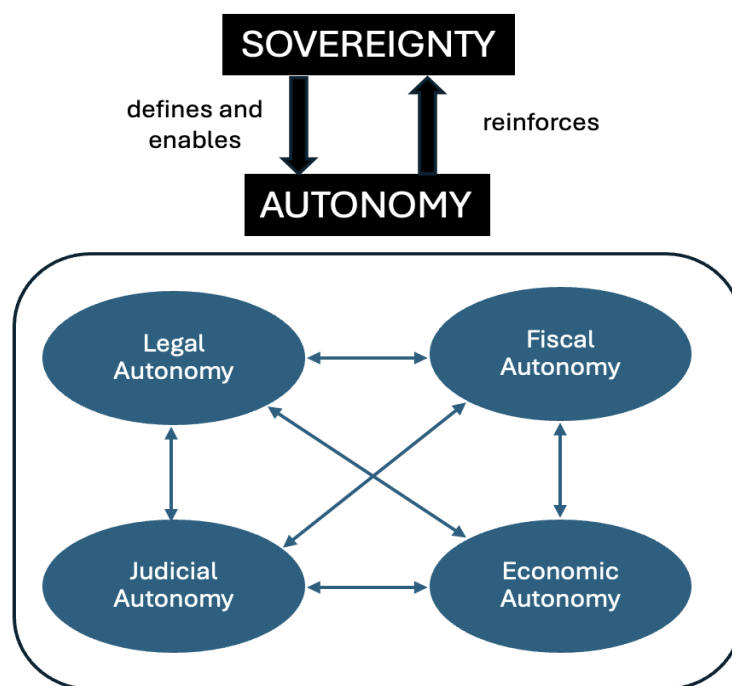 SOVEREIGNTY
defines and
enables
reinforces
AUTONOMY
Legal
Autonomy
Fiscal
Autonomy
Judicial
Autonomy
Economic
Autonomy